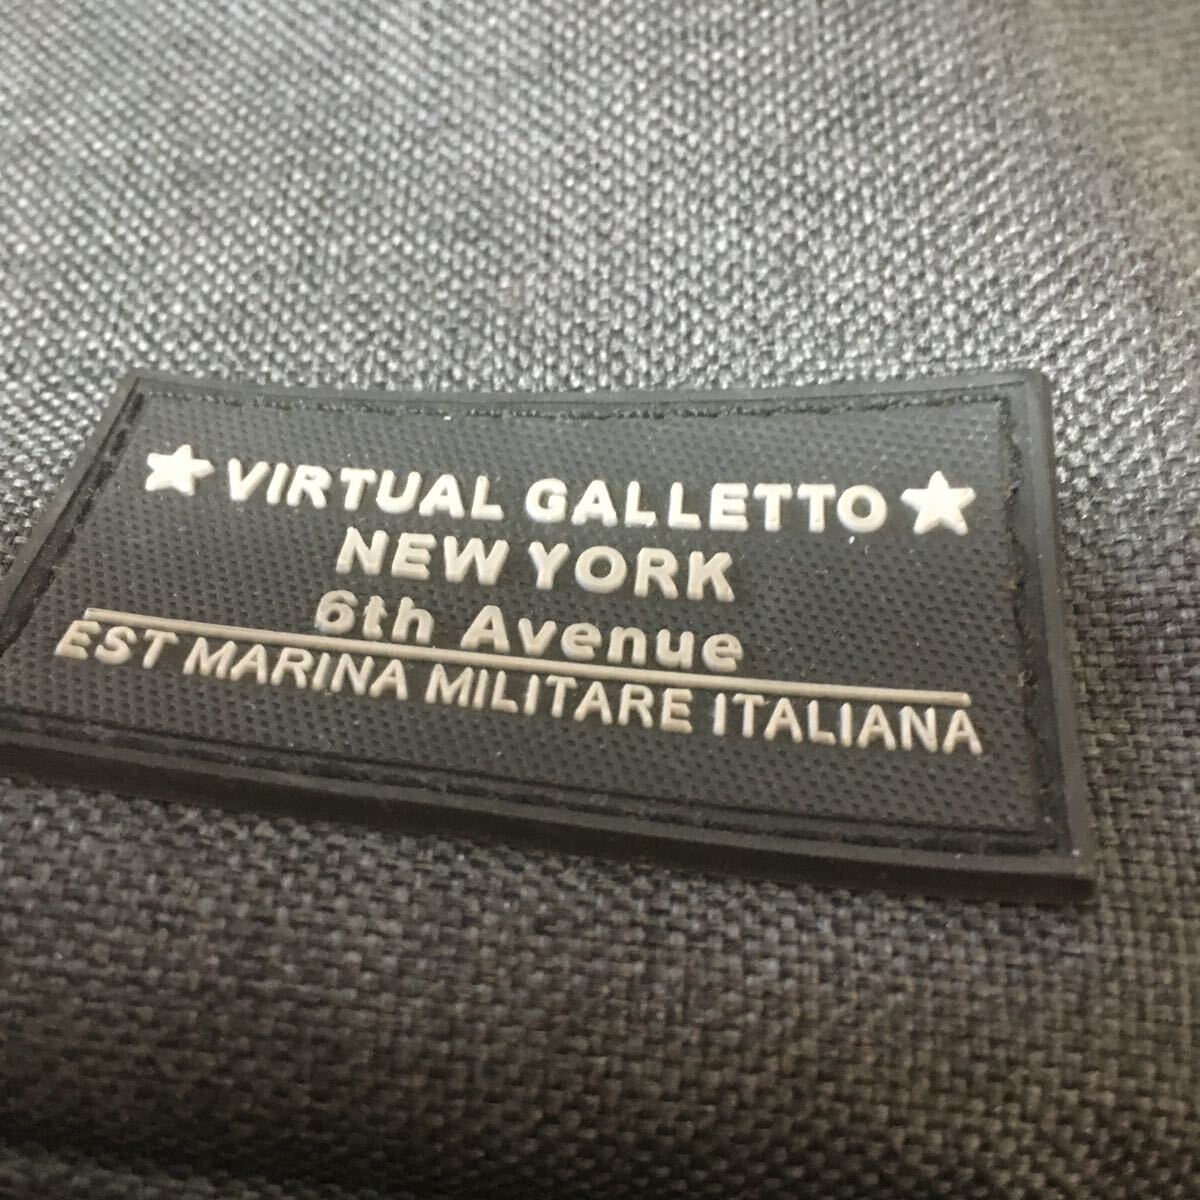 ★ VIRTUAL GALLETTO ★
NEW YORK
6th Avenue
EST MARINA MILITARE ITALIANA